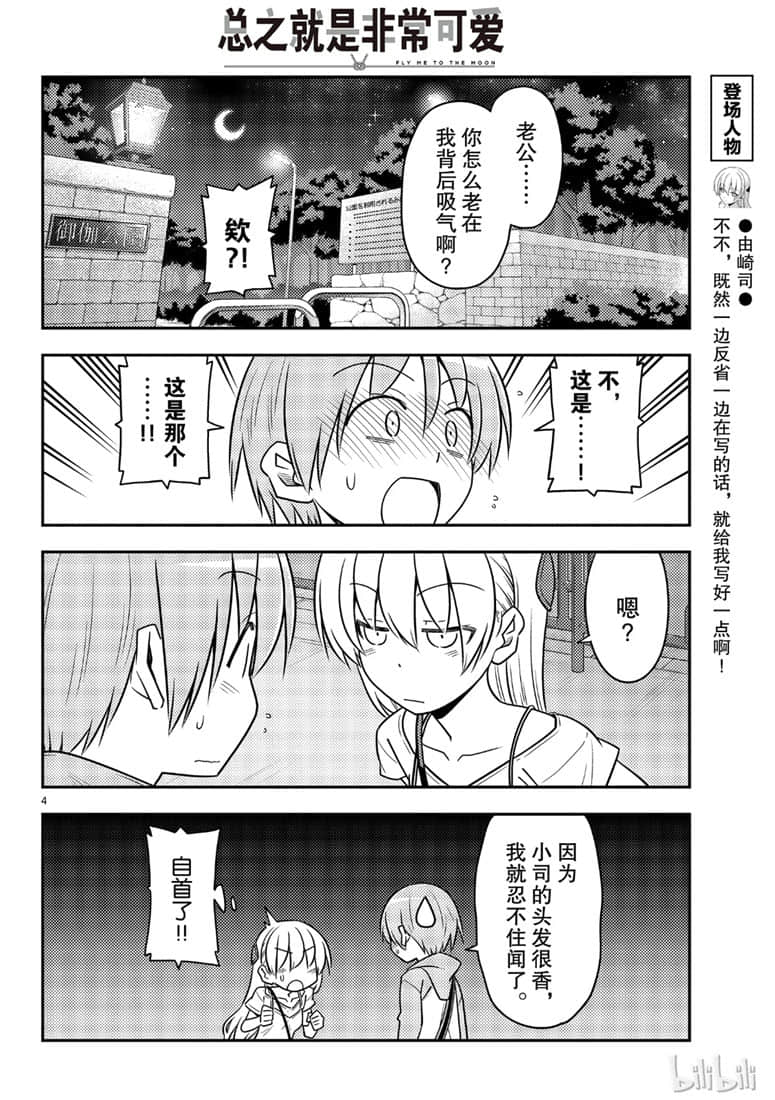 总之就是非常可爱
FLY ME TO THE MOON
登场人物
●由崎司●
不不，既然一边反省一边在写的话，就给我写好一点啊！
老公……
你怎么老在
我背后吸气啊？
欸？！
御伽公園
不，
这是……
这是那个
……！！
嗯？
4
因为
小司的头发很香，
我就忍不住闻了。
自首了！！
bilibili